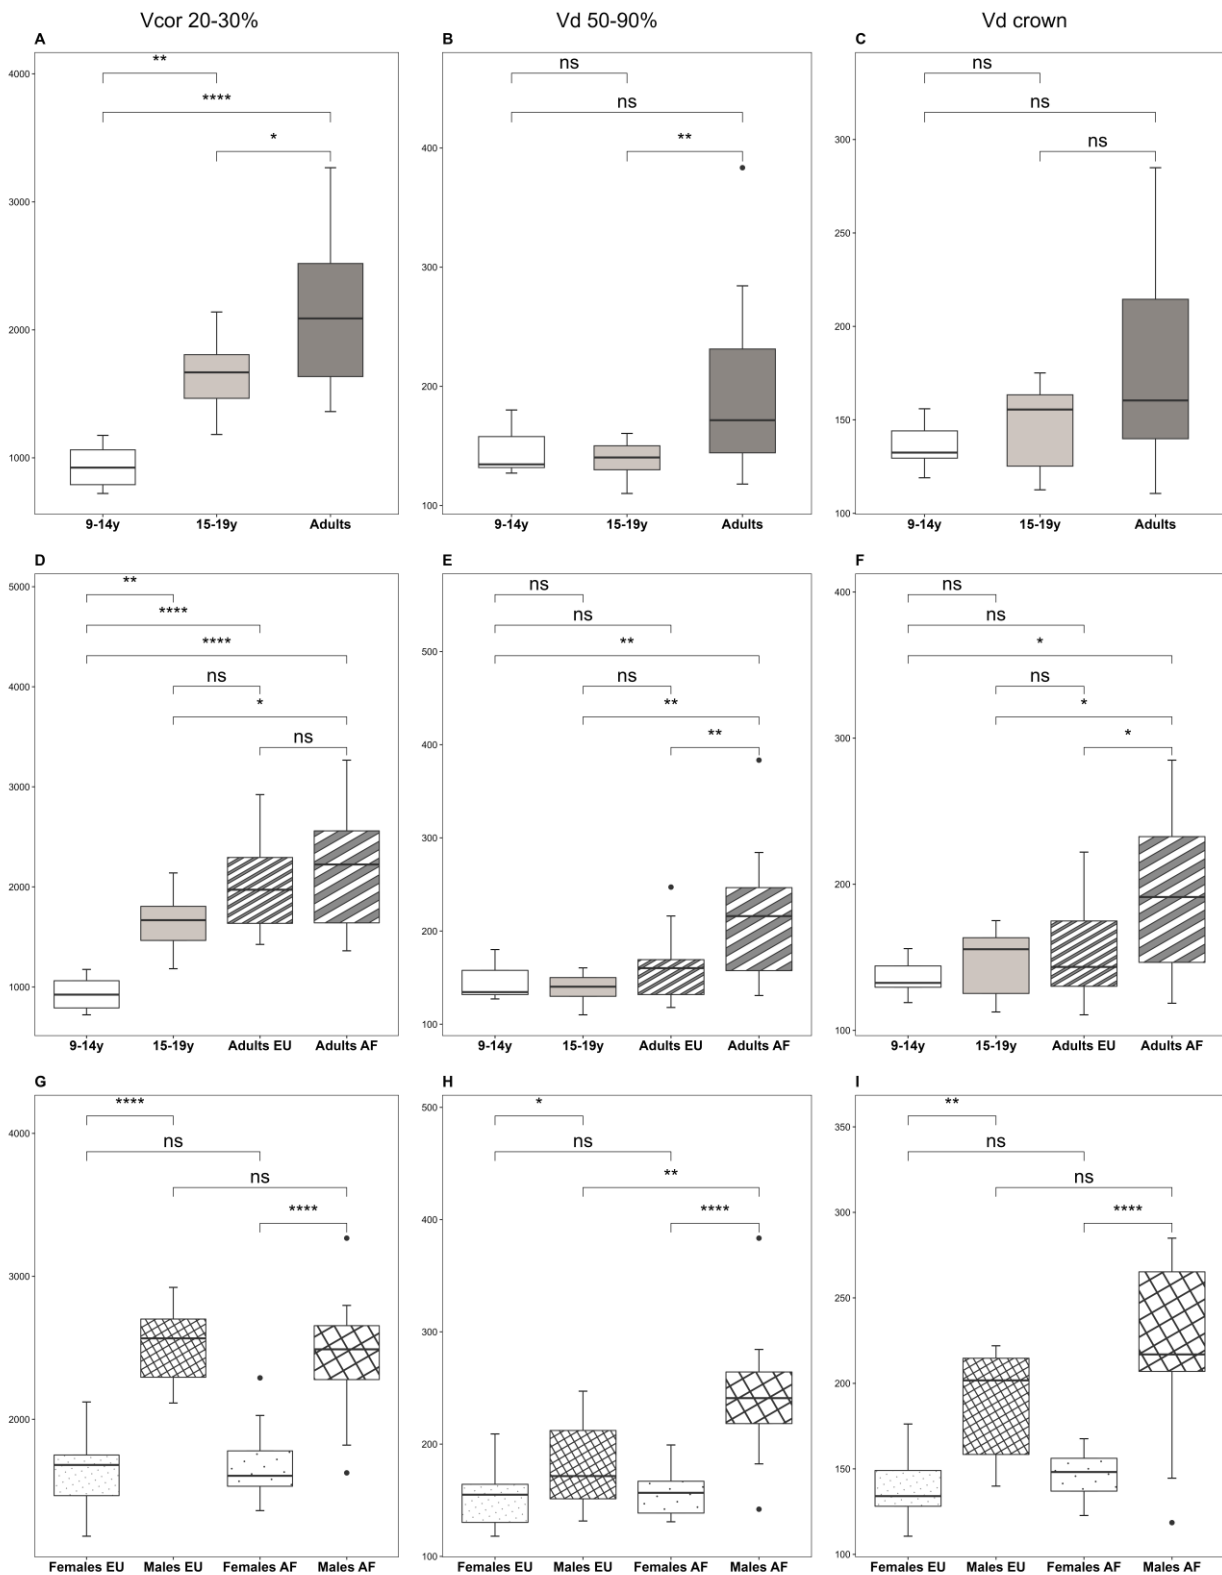 Vcor 20-30%
Vd 50-90%
Vd crown
A
**
****
*
4000
3000
2000
1000
9-14y 15-19y Adults
B
ns
ns
**
400
300
200
100
9-14y 15-19y Adults
C
ns
ns
ns
300
250
200
150
100
9-14y 15-19y Adults
D
**
****
****
ns
*
ns
5000
4000
3000
2000
1000
9-14y 15-19y Adults EU Adults AF
E
ns
ns
**
ns
**
**
500
400
300
200
100
9-14y 15-19y Adults EU Adults AF
F
ns
ns
*
ns
*
*
400
300
200
100
9-14y 15-19y Adults EU Adults AF
G
****
ns
ns
****
4000
3000
2000
Females EU Males EU Females AF Males AF
H
*
ns
**
****
500
400
300
200
100
Females EU Males EU Females AF Males AF
I
**
ns
ns
****
350
300
250
200
150
100
Females EU Males EU Females AF Males AF